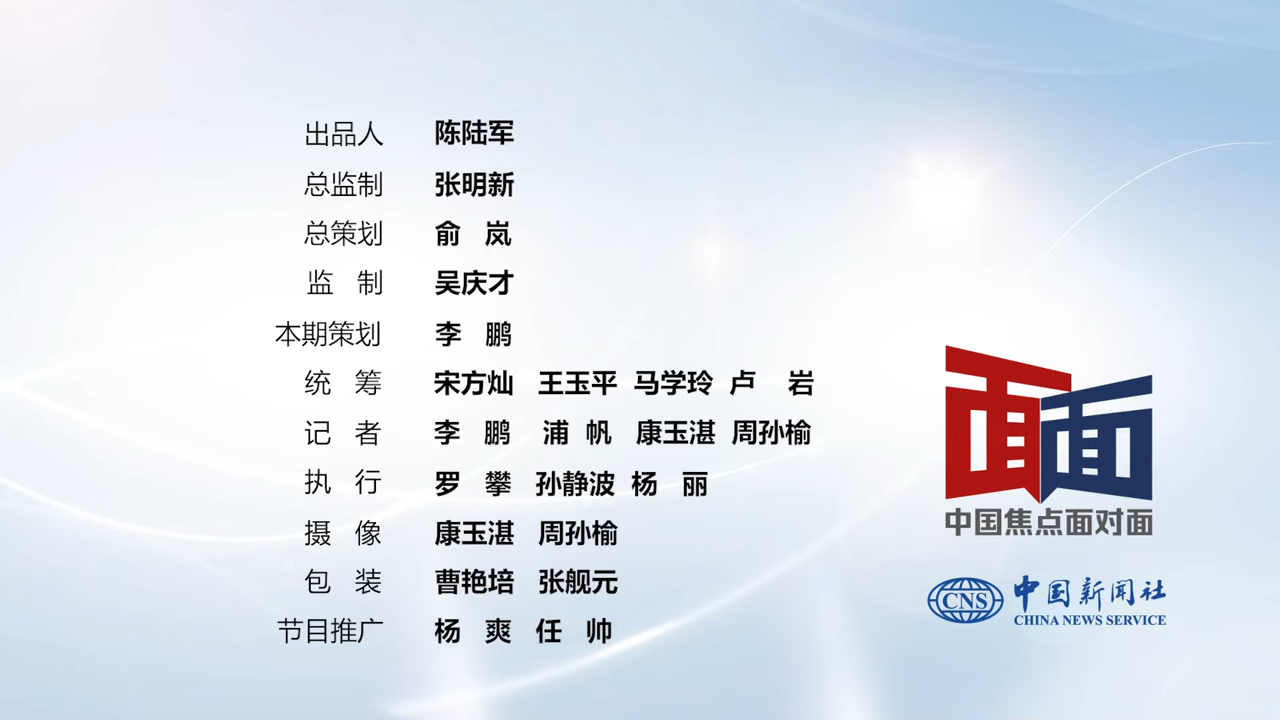 出品人 陈陆军
总监制 张明新
总策划 俞 岚
监 制 吴庆才
本期策划 李 鹏
统 筹 宋方灿 王玉平 马学玲 卢 岩
记 者 李 鹏 浦 帆 康玉湛 周孙榆
执 行 罗 攀 孙静波 杨 丽
摄 像 康玉湛 周孙榆
包 装 曹艳培 张舰元
节目推广 杨 爽 任 帅
面面
中国焦点面对面
CNS 中国新闻社
CHINA NEWS SERVICE